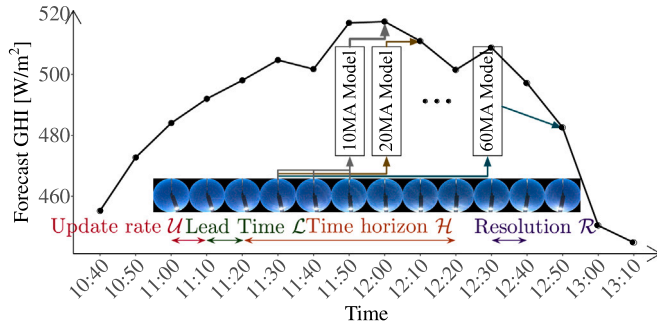 520
500
480
460
Forecast GHI [W/m²]
10MA Model
20MA Model
60MA Model
Update rate 𝒰
Lead Time ℒ
Time horizon ℋ
Resolution ℛ
10:40
10:50
11:00
11:10
11:20
11:30
11:40
11:50
12:00
12:10
12:20
12:30
12:40
12:50
13:00
13:10
Time